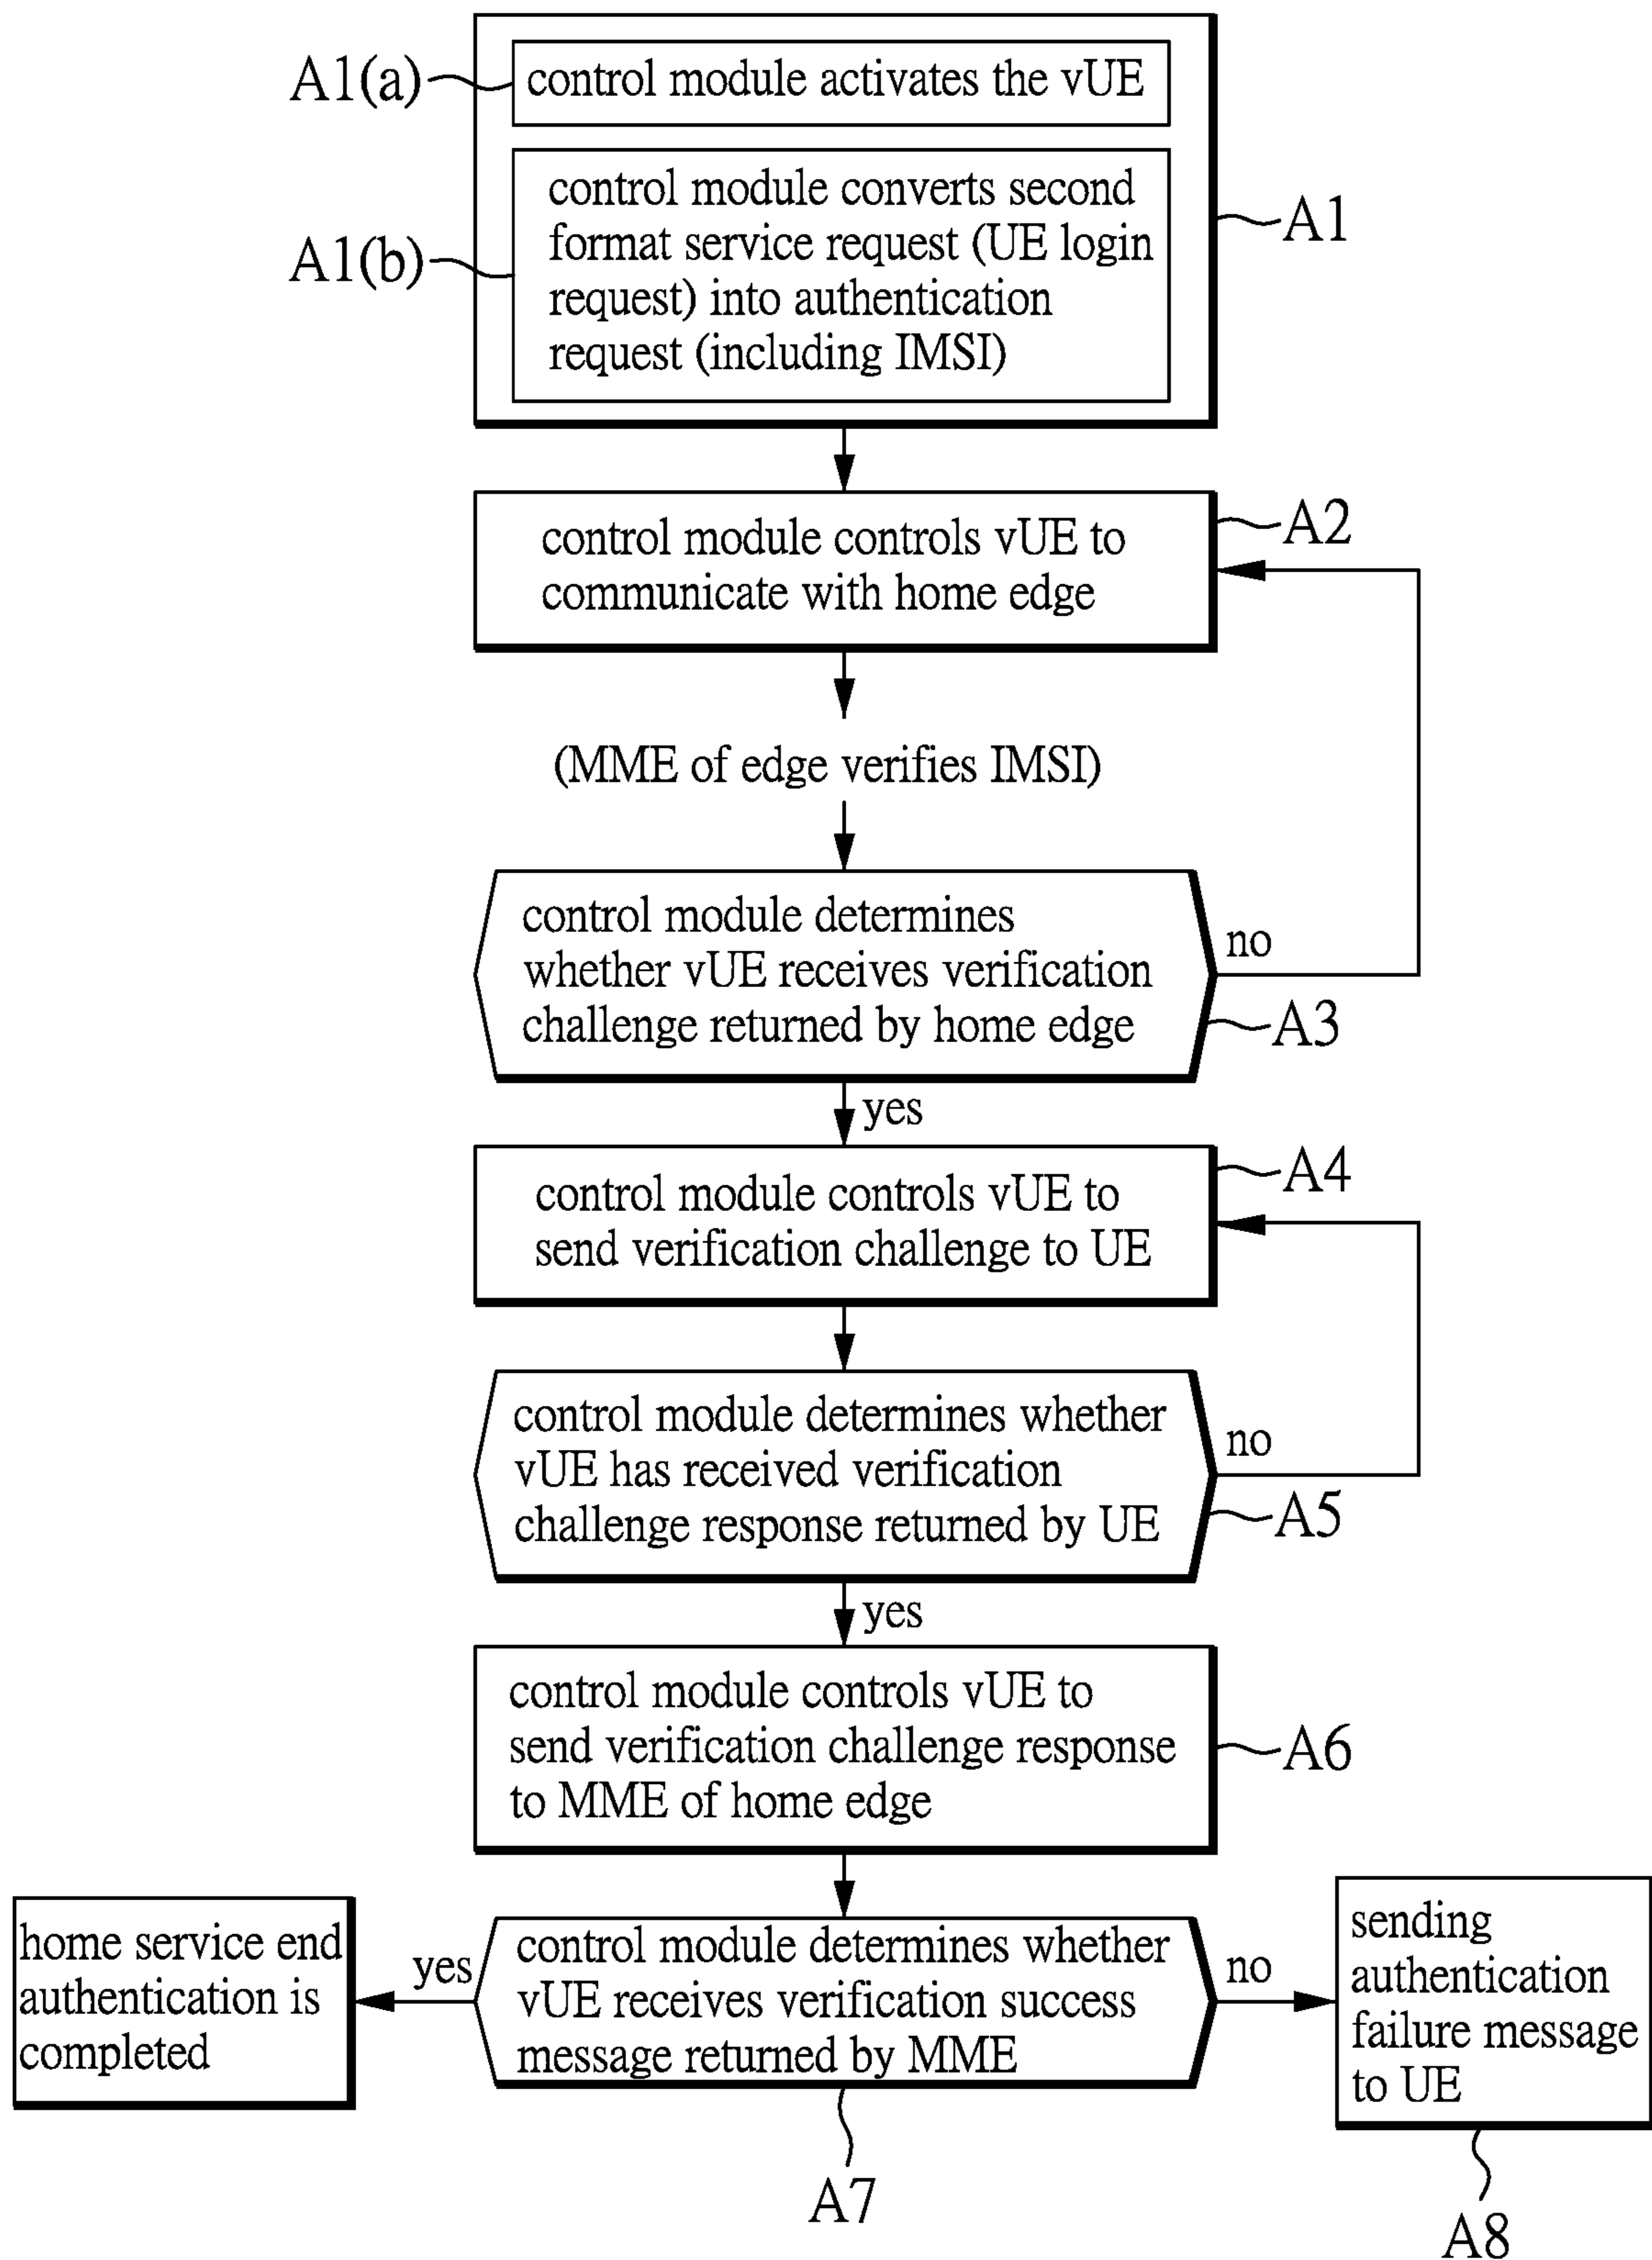 A1(a)
control module activates the vUE
A1(b)
control module converts second
format service request (UE login
request) into authentication
request (including IMSI)
A1
control module controls vUE to
communicate with home edge
A2
(MME of edge verifies IMSI)
control module determines
whether vUE receives verification
challenge returned by home edge
no
A3
yes
control module controls vUE to
send verification challenge to UE
A4
control module determines whether
vUE has received verification
challenge response returned by UE
no
A5
yes
control module controls vUE to
send verification challenge response
to MME of home edge
A6
home service end
authentication is
completed
yes
control module determines whether
vUE receives verification success
message returned by MME
no
sending
authentication
failure message
to UE
A7
A8